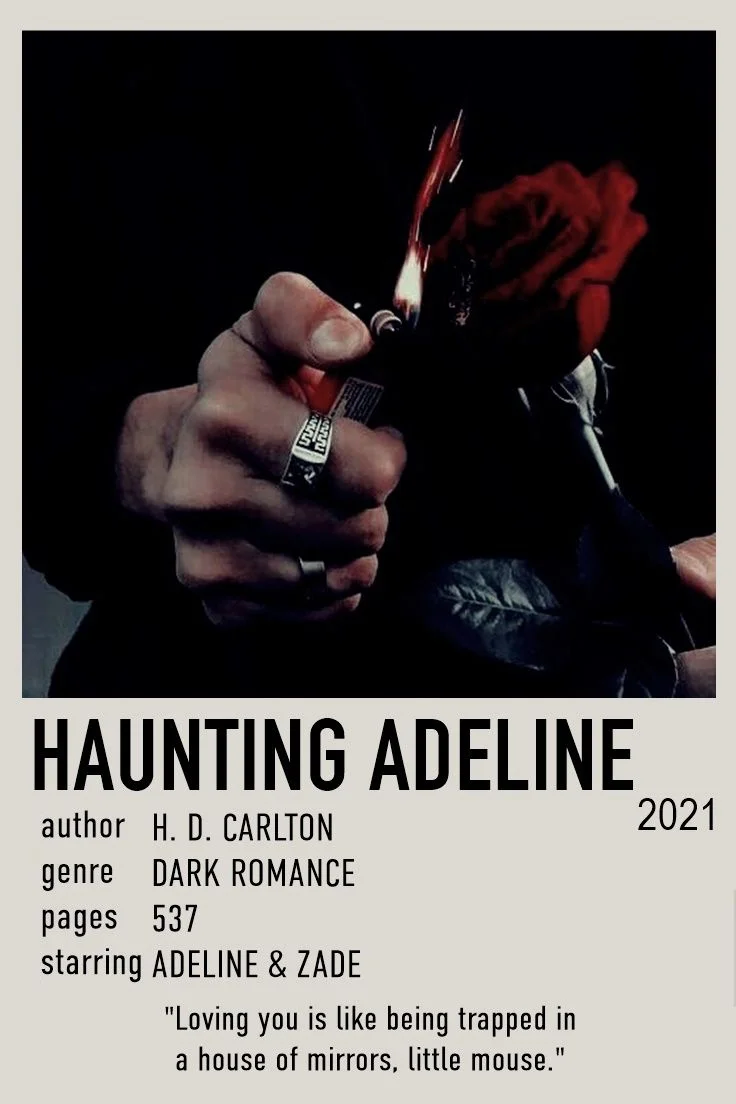 HAUNTING ADELINE
2021
author H. D. CARLTON
genre DARK ROMANCE
pages 537
starring ADELINE & ZADE
"Loving you is like being trapped in
a house of mirrors, little mouse."